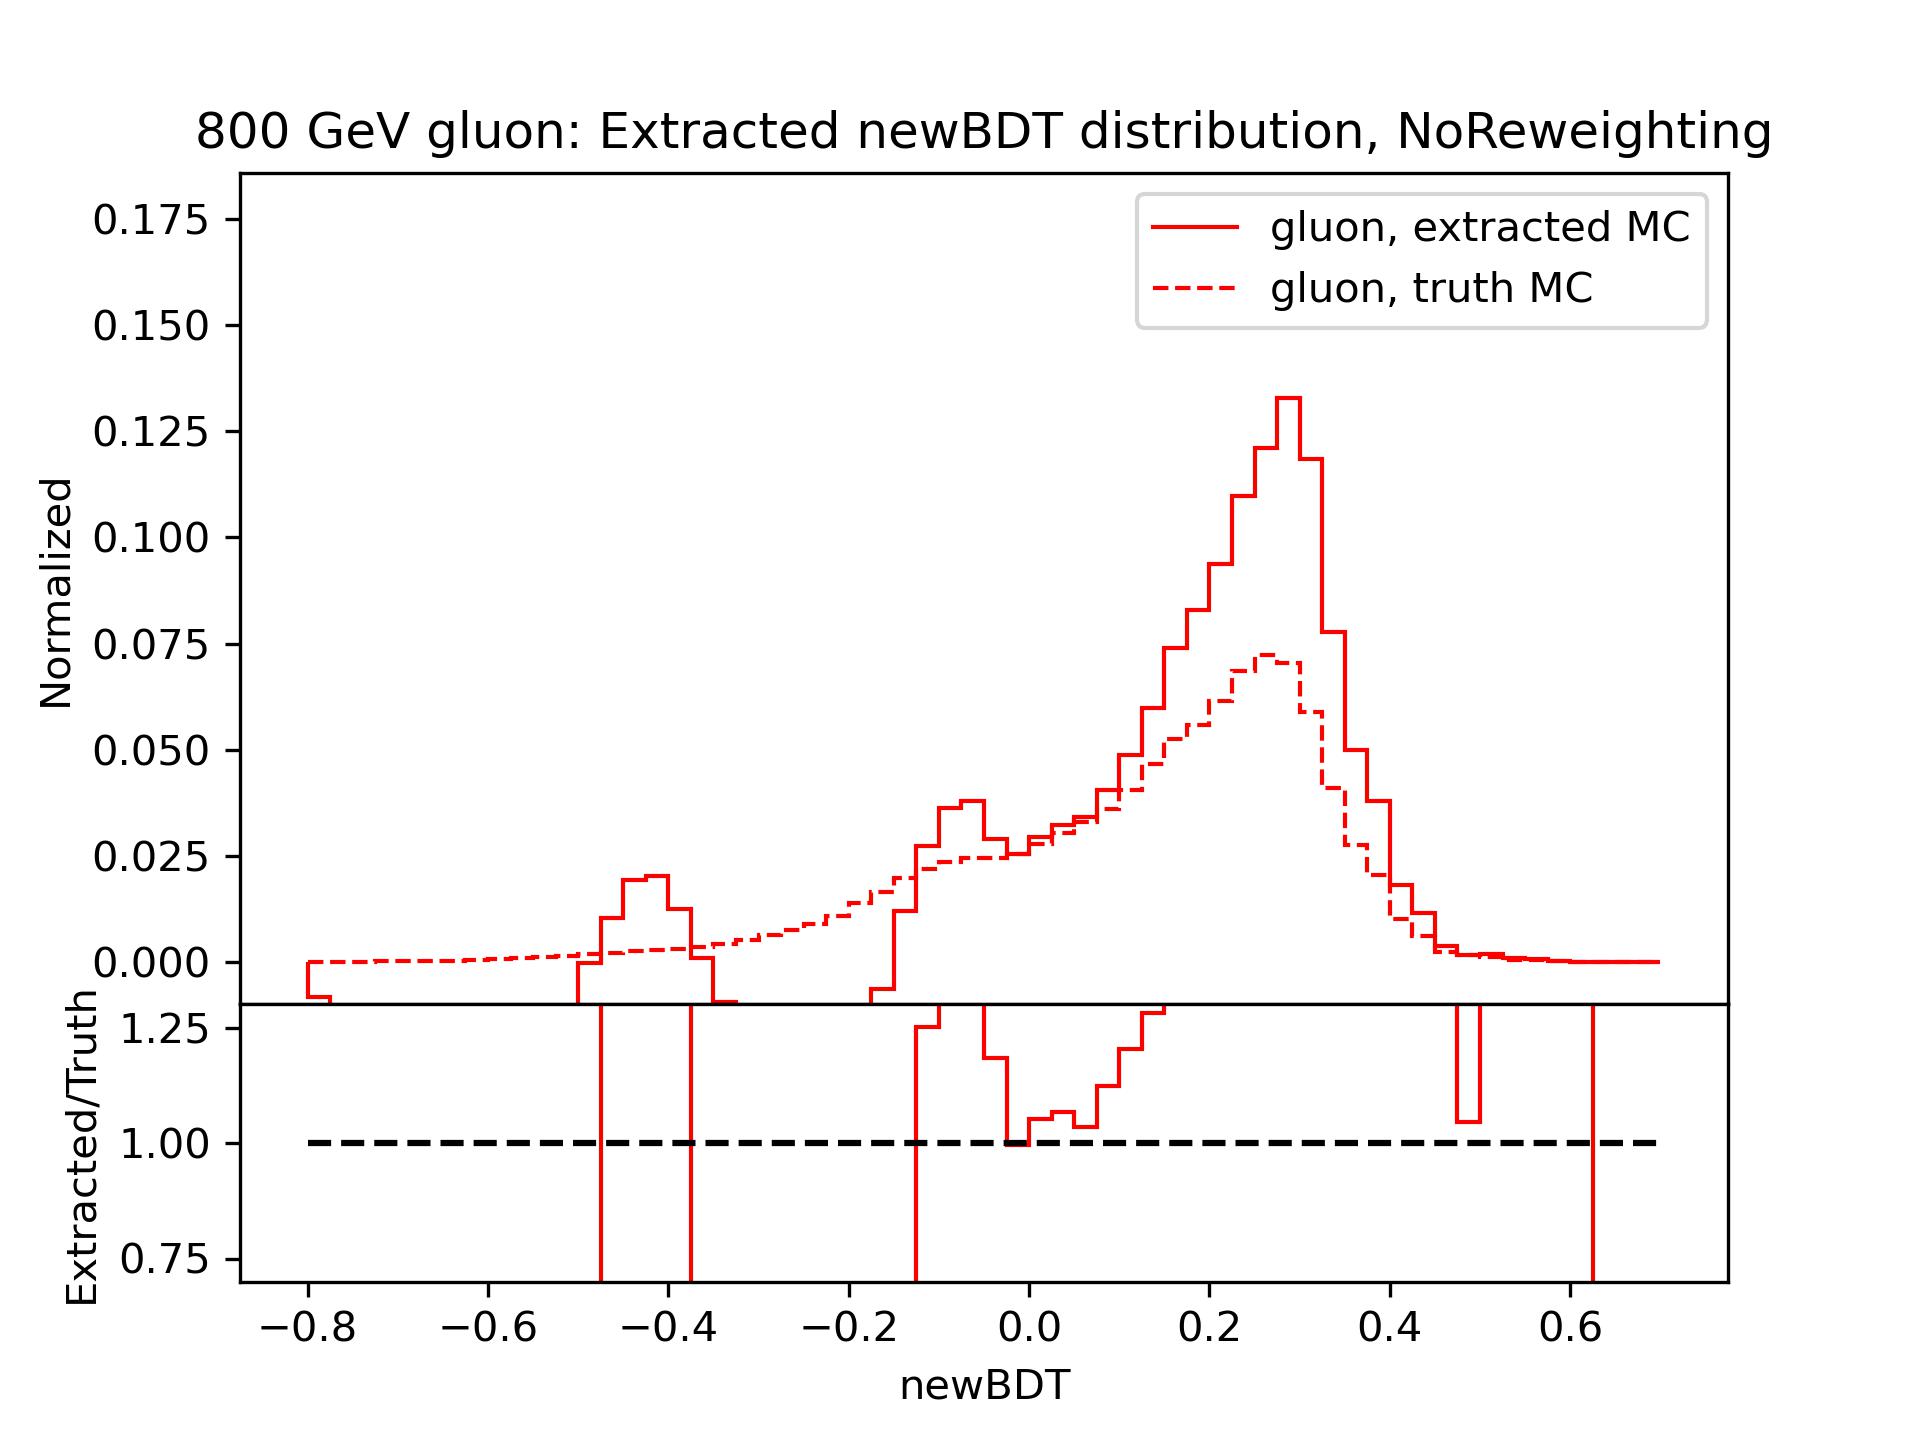 800 GeV gluon: Extracted newBDT distribution, NoReweighting
gluon, extracted MC
gluon, truth MC
Normalized
0.175
0.150
0.125
0.100
0.075
0.050
0.025
0.000
Extracted/Truth
1.25
1.00
0.75
−0.8 −0.6 −0.4 −0.2 0.0 0.2 0.4 0.6
newBDT